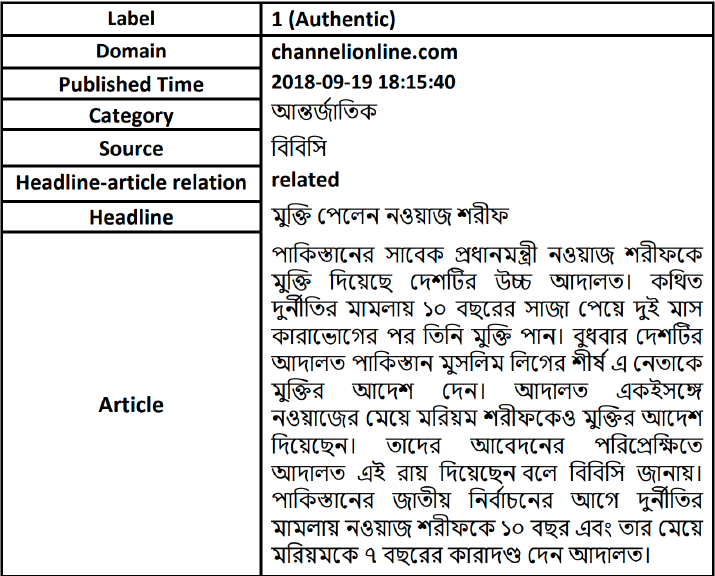 Label 1 (Authentic)
Domain channelionline.com
Published Time 2018-09-19 18:15:40
Category আন্তর্জাতিক
Source বিবিসি
Headline-article relation related
Headline মুক্তি পেলেন নওয়াজ শরীফ
Article
পাকিস্তানের সাবেক প্রধানমন্ত্রী নওয়াজ শরীফকে
মুক্তি দিয়েছে দেশটির উচ্চ আদালত। কথিত
দুর্নীতির মামলায় ১০ বছরের সাজা পেয়ে দুই মাস
কারাভোগের পর তিনি মুক্তি পান। বুধবার দেশটির
আদালত পাকিস্তান মুসলিম লিগের শীর্ষ এ নেতাকে
মুক্তির আদেশ দেন। আদালত একইসঙ্গে
নওয়াজের মেয়ে মরিয়ম শরীফকেও মুক্তির আদেশ
দিয়েছেন। তাদের আবেদনের পরিপ্রেক্ষিতে
আদালত এই রায় দিয়েছেন বলে বিবিসি জানায়।
পাকিস্তানের জাতীয় নির্বাচনের আগে দুর্নীতির
মামলায় নওয়াজ শরীফকে ১০ বছর এবং তার মেয়ে
মরিয়মকে ৭ বছরের কারাদণ্ড দেন আদালত।